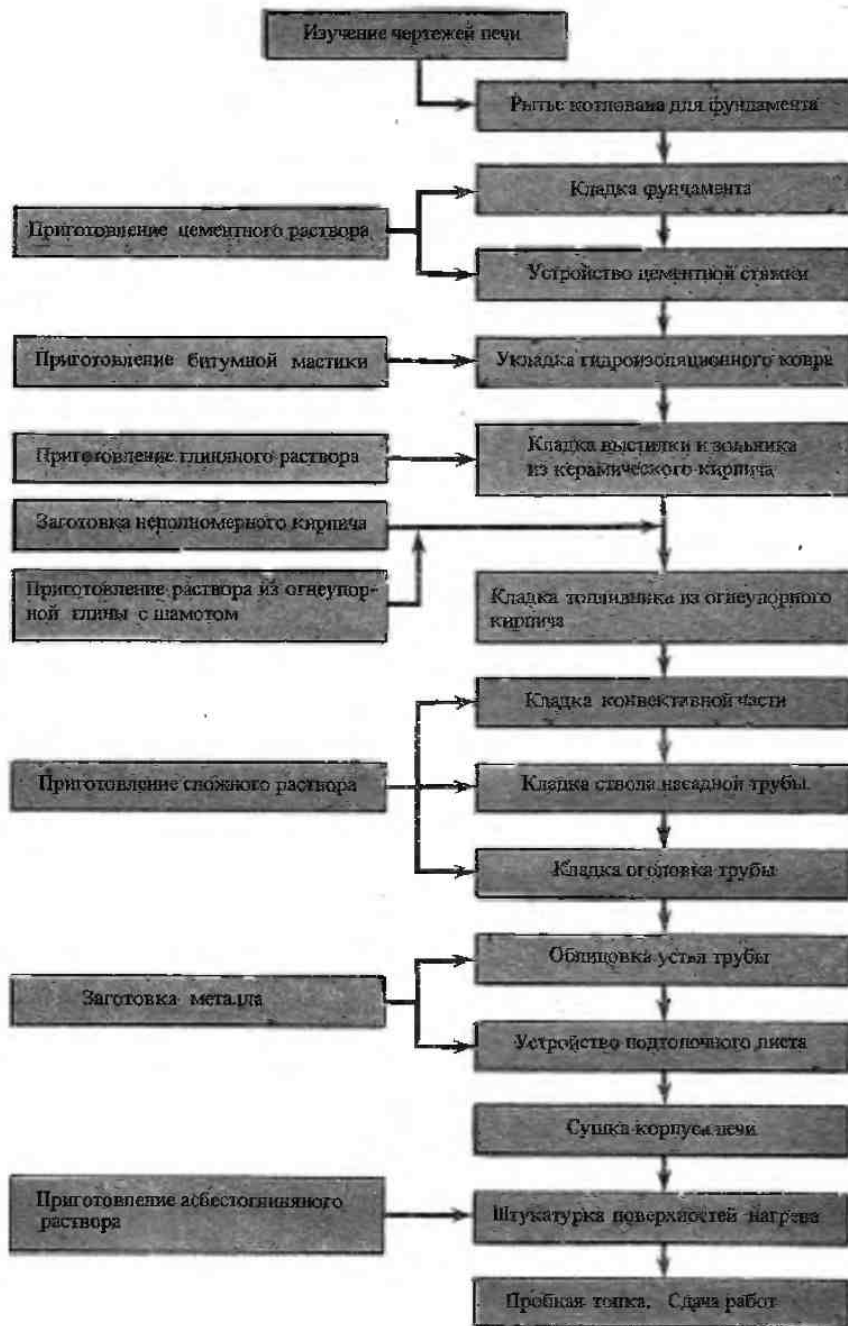 Изучение чертежей печи
Рытье котлована для фундамента
Кладка фунчамента
Приготовление цементного раствора
Устройство цементной стяжки
Приготовление битумной мастики
Укладка гидроизоляционного ковра
Приготовление глиняного раствора
Кладка выстилки и зольника
из керамического кирпича
Заготовка неполномерного кирпича
Приготовление раствора из огнеупор-
ной глины с шамотом
Кладка топливника из огнеупорного
кирпича
Кладка конвективной части
Приготовление сложного раствора
Кладка ствола насадной трубы.
Кладка оголовка трубы
Облицовка устья трубы
Заготовка металла
Устройство подтопочного листа
Сушка корпуса печи
Приготовление асбестоглиняного
раствора
Штукатурка поверхностей нагрева
Пробная топка. Сдача работ